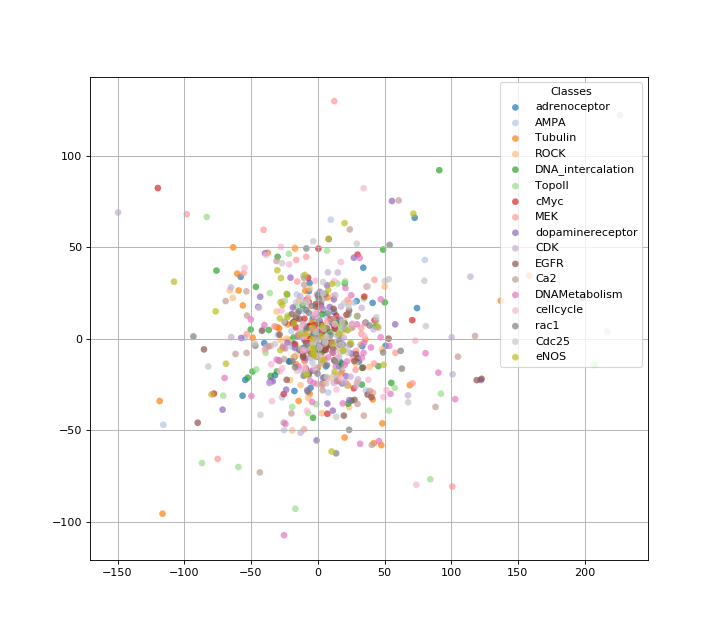 Classes
adrenoceptor
AMPA
Tubulin
ROCK
DNA_intercalation
TopoII
cMyc
MEK
dopaminereceptor
CDK
EGFR
Ca2
DNAMetabolism
cellcycle
rac1
Cdc25
eNOS
100
50
0
−50
−100
−150 −100 −50 0 50 100 150 200